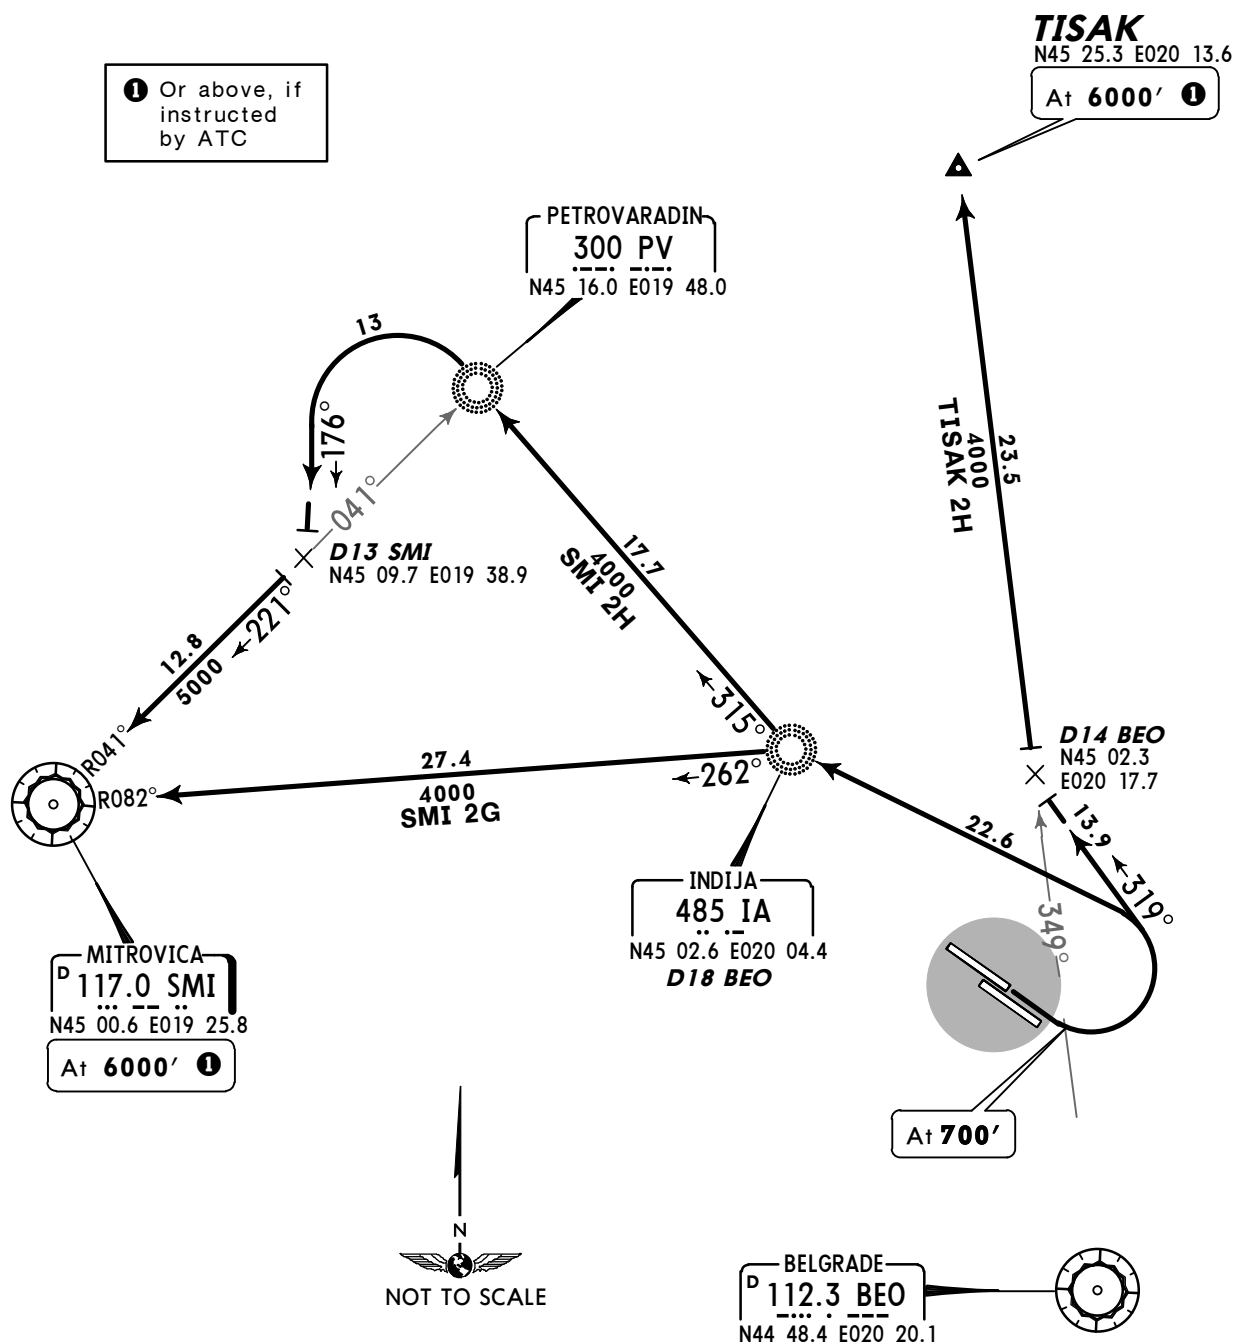 TISAK
N45 25.3 E020 13.6
At 6000' 1
1 Or above, if
instructed
by ATC
PETROVARADIN
300 PV
N45 16.0 E019 48.0
13
176°
041°
D13 SMI
N45 09.7 E019 38.9
221°
12.8
5000
R041°
17.7
4000
SMI 2H
315°
23.5
4000
TISAK 2H
D14 BEO
N45 02.3
E020 17.7
27.4
262°
R082°
4000
SMI 2G
22.6
13.9
319°
349°
INDIJA
485 IA
N45 02.6 E020 04.4
D18 BEO
MITROVICA
D 117.0 SMI
N45 00.6 E019 25.8
At 6000' 1
At 700'
N
NOT TO SCALE
BELGRADE
D 112.3 BEO
N44 48.4 E020 20.1